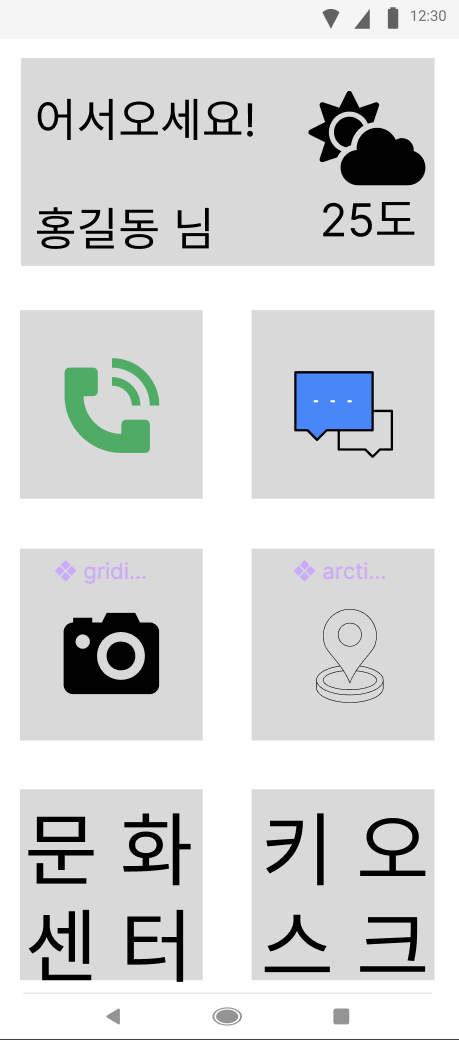 12:30
어서오세요!
홍길동 님
25도
gridi...
arcti...
문 화
센 터
키 오
스 크